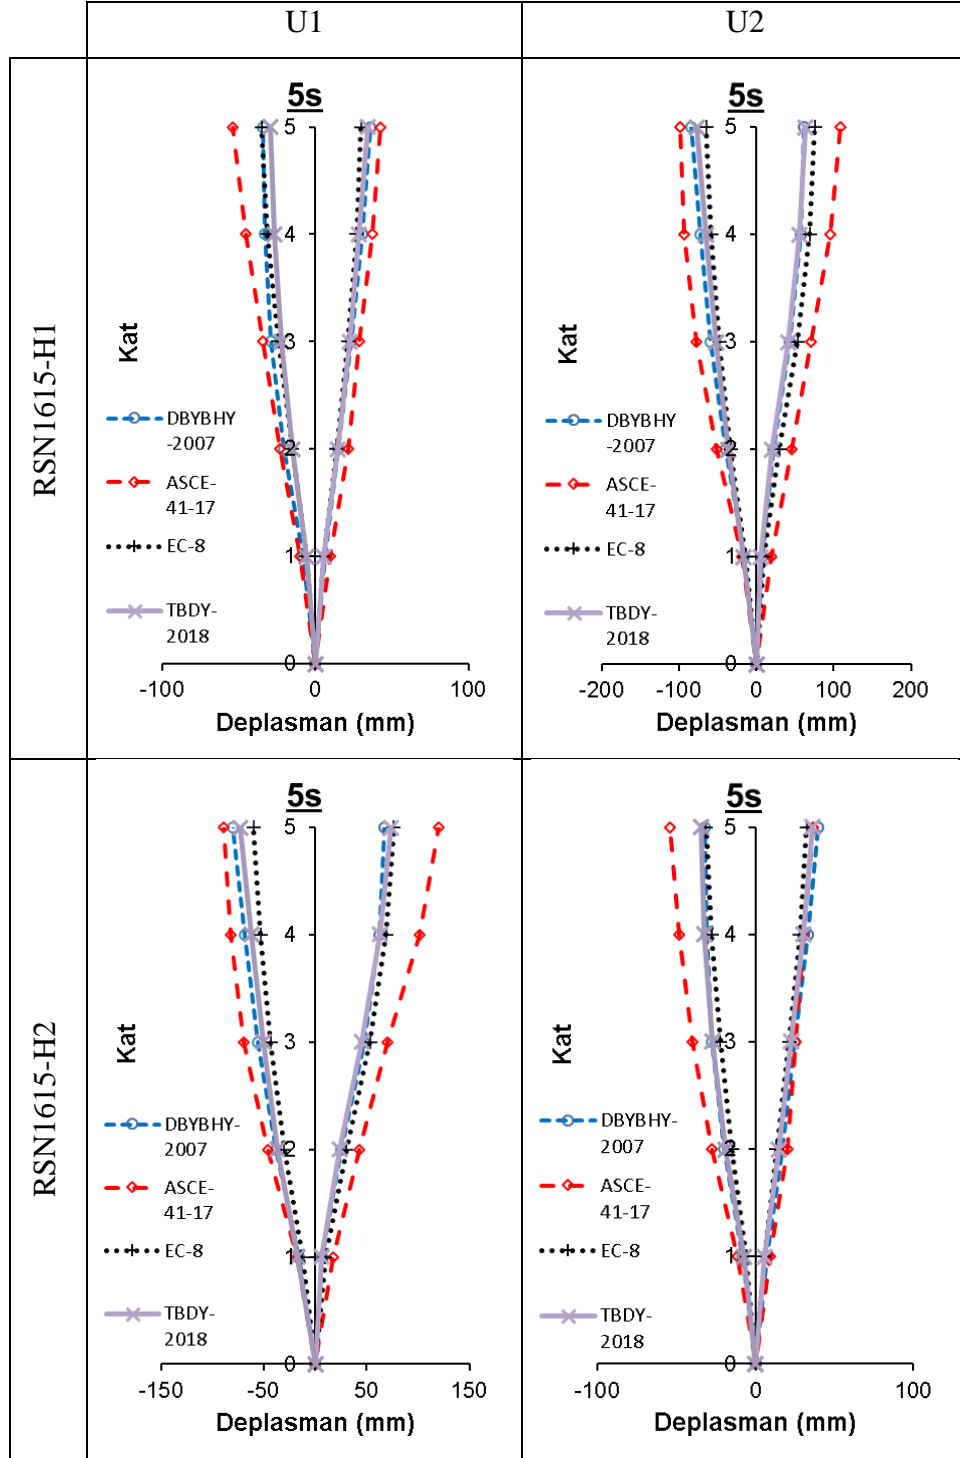 U1
U2
RSN1615-H1
5s
5
4
3
2
1
0
Kat
DBYBHY
-2007
ASCE-
41-17
EC-8
TBDY-
2018
-100
0
100
Deplasman (mm)
5s
5
4
3
2
1
0
Kat
DBYBHY
-2007
ASCE-
41-17
EC-8
TBDY-
2018
-200
-100
0
100
200
Deplasman (mm)
RSN1615-H2
5s
5
4
3
2
1
0
Kat
DBYBHY-
2007
ASCE-
41-17
EC-8
TBDY-
2018
-150
-50
50
150
Deplasman (mm)
5s
5
4
3
2
1
0
Kat
DBYBHY-
2007
ASCE-
41-17
EC-8
TBDY-
2018
-100
0
100
Deplasman (mm)